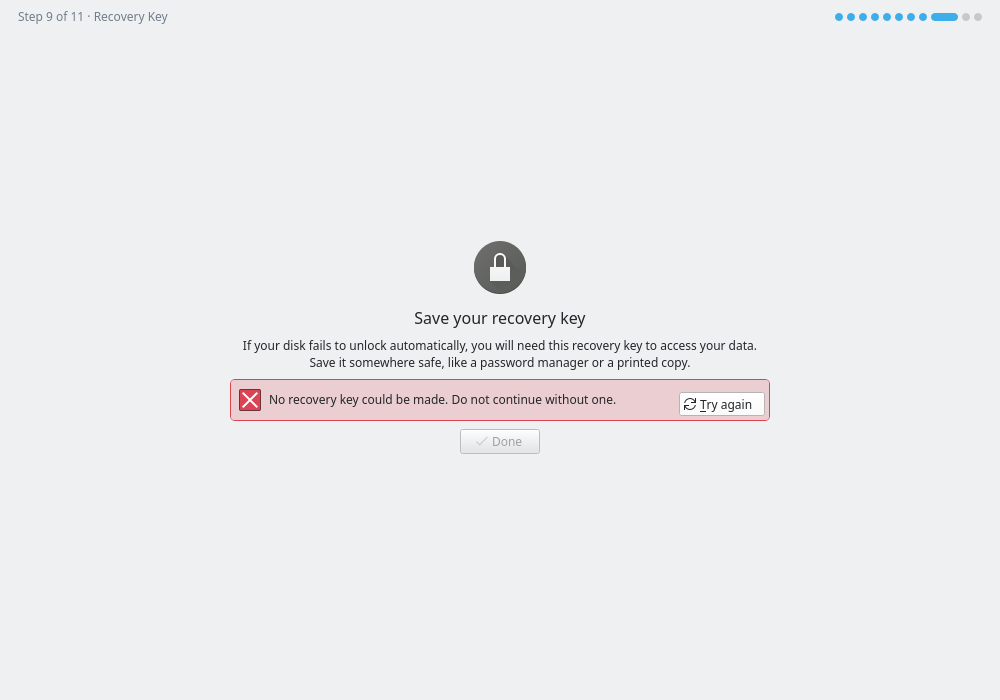 Step 9 of 11 · Recovery Key
Save your recovery key
If your disk fails to unlock automatically, you will need this recovery key to access your data.
Save it somewhere safe, like a password manager or a printed copy.
No recovery key could be made. Do not continue without one.
Try again
Done